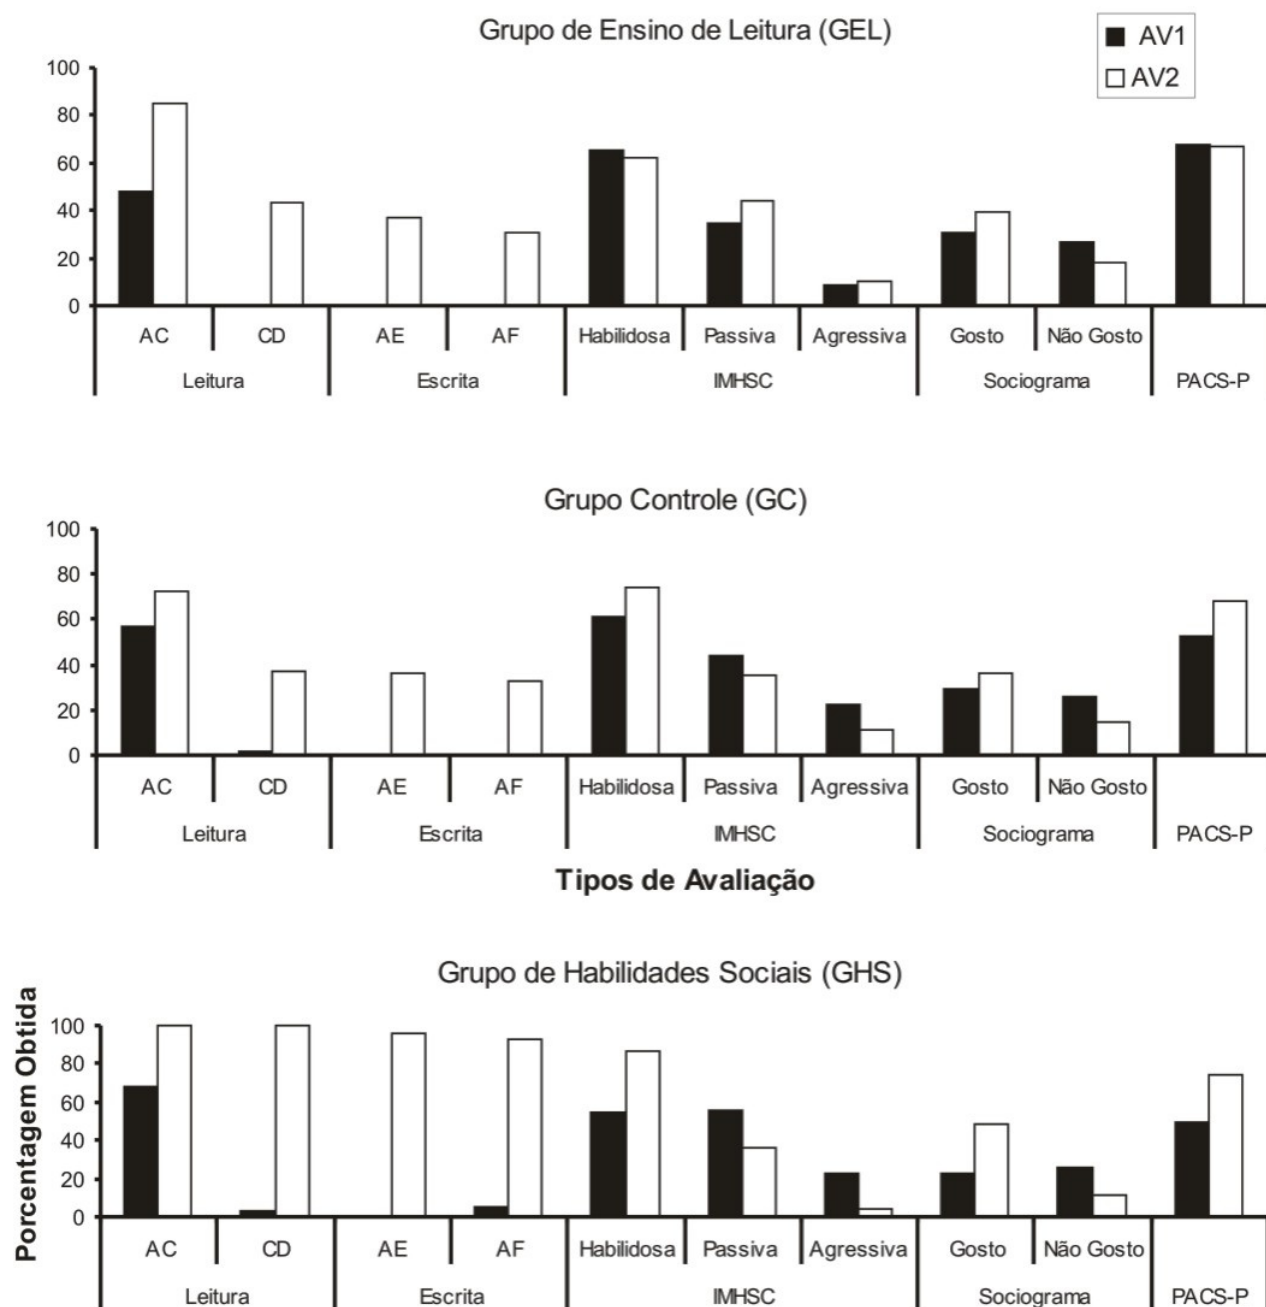 Grupo de Ensino de Leitura (GEL)
AV1
AV2
100
80
60
40
20
0
AC CD AE AF Habilidosa Passiva Agressiva Gosto Não Gosto
Leitura Escrita IMHSC Sociograma PACS-P
Grupo Controle (GC)
100
80
60
40
20
0
AC CD AE AF Habilidosa Passiva Agressiva Gosto Não Gosto
Leitura Escrita IMHSC Sociograma PACS-P
Tipos de Avaliação
Grupo de Habilidades Sociais (GHS)
Porcentagem Obtida
100
80
60
40
20
0
AC CD AE AF Habilidosa Passiva Agressiva Gosto Não Gosto
Leitura Escrita IMHSC Sociograma PACS-P